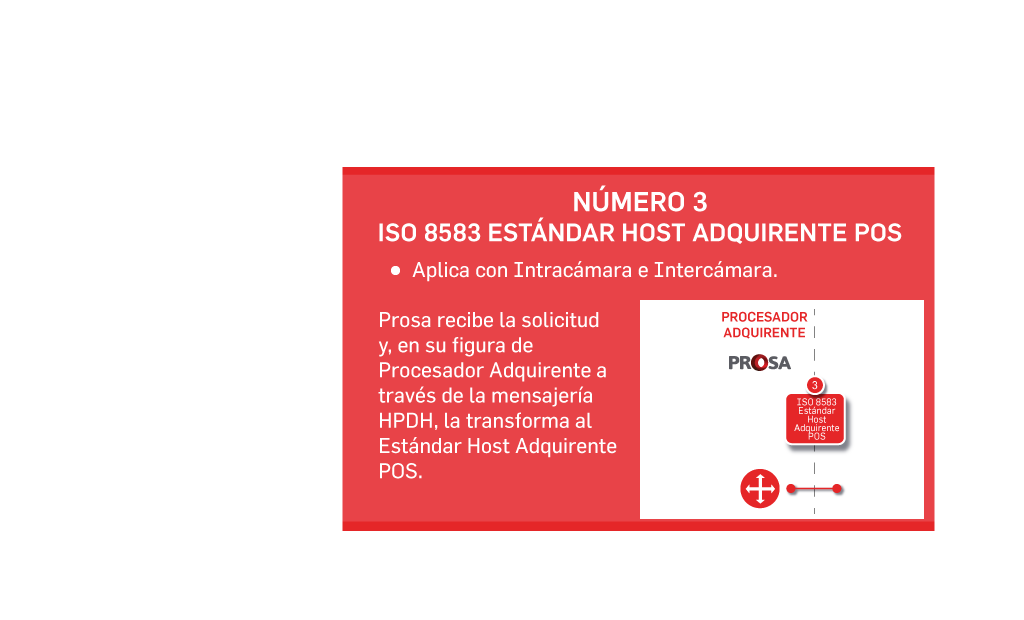 NÚMERO 3
ISO 8583 ESTÁNDAR HOST ADQUIRENTE POS
● Aplica con Intracámara e Intercámara.
Prosa recibe la solicitud
y, en su figura de
Procesador Adquirente a
través de la mensajería
HPDH, la transforma al
Estándar Host Adquirente
POS.
PROCESADOR
ADQUIRENTE
PROSA
3
ISO 8583
Estándar
Host
Adquirente
POS